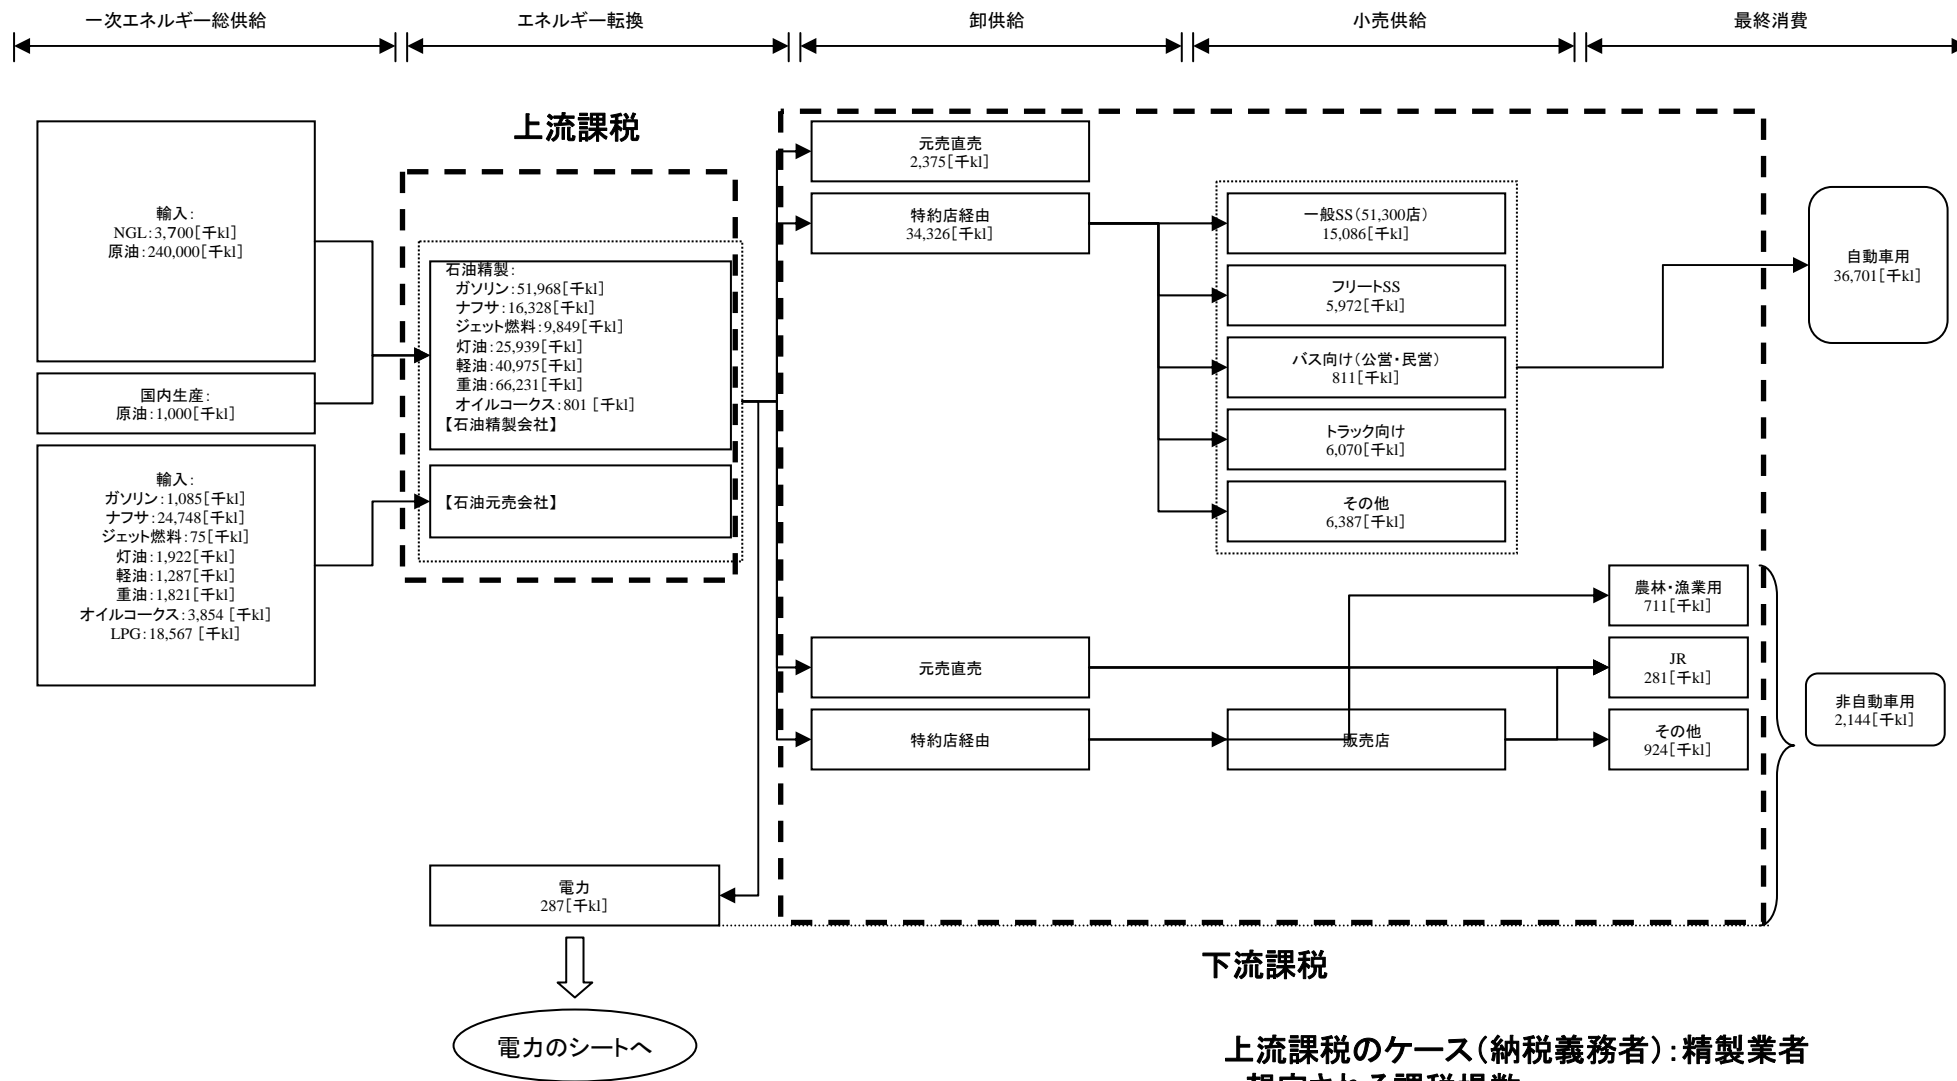 一次エネルギー総供給
エネルギー転換
卸供給
小売供給
最終消費
上流課税
輸入:
NGL:3,700[千kl]
原油:240,000[千kl]
国内生産:
原油:1,000[千kl]
輸入:
ガソリン:1,085[千kl]
ナフサ:24,748[千kl]
ジェット燃料:75[千kl]
灯油:1,922[千kl]
軽油:1,287[千kl]
重油:1,821[千kl]
オイルコークス:3,854 [千kl]
LPG:18,567 [千kl]
石油精製:
ガソリン:51,968[千kl]
ナフサ:16,328[千kl]
ジェット燃料:9,849[千kl]
灯油:25,939[千kl]
軽油:40,975[千kl]
重油:66,231[千kl]
オイルコークス:801 [千kl]
【石油精製会社】
【石油元売会社】
電力
287[千kl]
電力のシートへ
元売直売
2,375[千kl]
特約店経由
34,326[千kl]
一般SS(51,300店)
15,086[千kl]
フリートSS
5,972[千kl]
バス向け(公営・民営)
811[千kl]
トラック向け
6,070[千kl]
その他
6,387[千kl]
自動車用
36,701[千kl]
元売直売
特約店経由
販売店
農林・漁業用
711[千kl]
JR
281[千kl]
その他
924[千kl]
非自動車用
2,144[千kl]
下流課税
上流課税のケース(納税義務者):精製業者
想定される課税場数